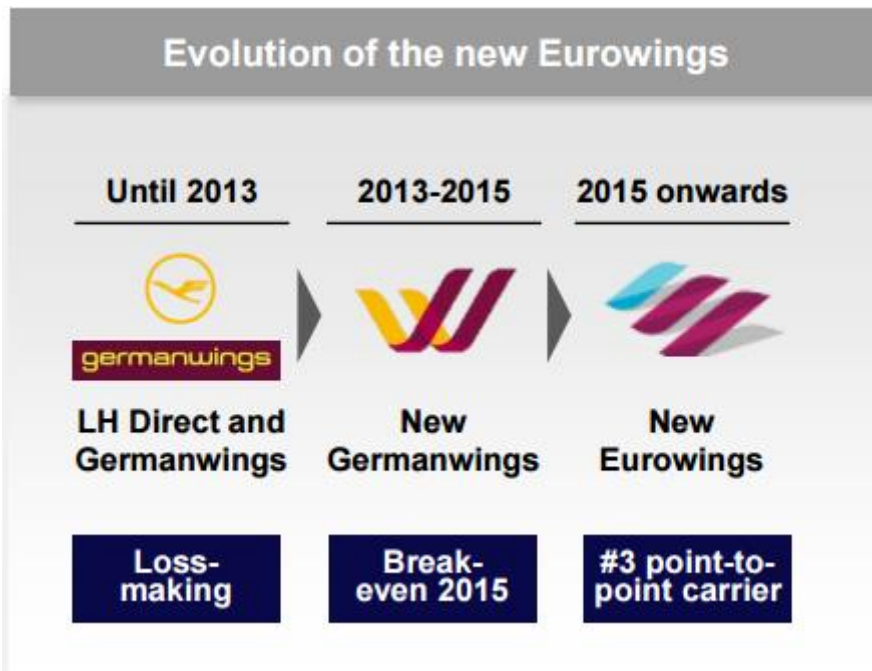 Evolution of the new Eurowings
Until 2013
2013-2015
2015 onwards
germanwings
LH Direct and
Germanwings
New
Germanwings
New
Eurowings
Loss-
making
Break-
even 2015
#3 point-to-
point carrier